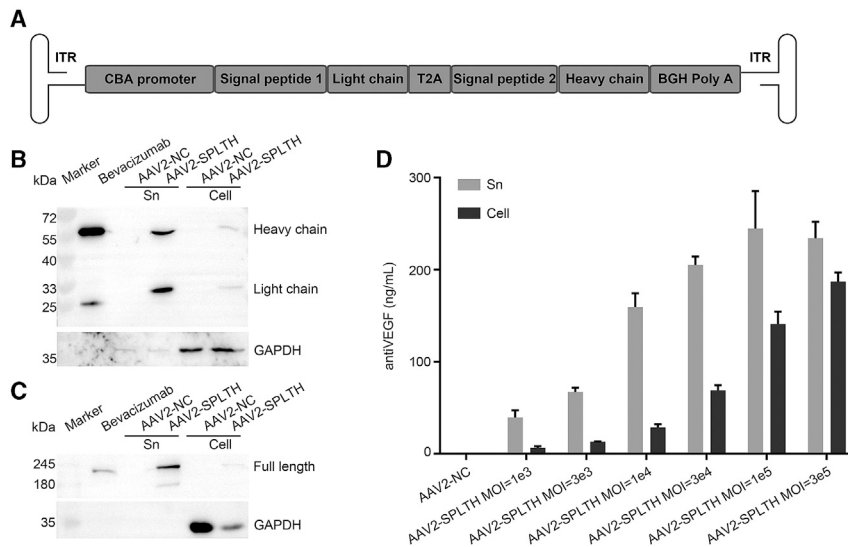 A
ITR
CBA promoter
Signal peptide 1
Light chain
T2A
Signal peptide 2
Heavy chain
BGH Poly A
ITR
B
kDa
Marker
Bevacizumab
AAV2-NC
AAV2-SPLTH
AAV2-NC
AAV2-SPLTH
Sn
Cell
72
55
40
33
25
Heavy chain
Light chain
35
GAPDH
C
kDa
Marker
Bevacizumab
AAV2-NC
AAV2-SPLTH
AAV2-NC
AAV2-SPLTH
Sn
Cell
245
180
Full length
35
GAPDH
D
Sn
Cell
antiVEGF (ng/mL)
300
200
100
0
AAV2-NC
AAV2-SPLTH MOI=1e3
AAV2-SPLTH MOI=3e3
AAV2-SPLTH MOI=1e4
AAV2-SPLTH MOI=3e4
AAV2-SPLTH MOI=1e5
AAV2-SPLTH MOI=3e5